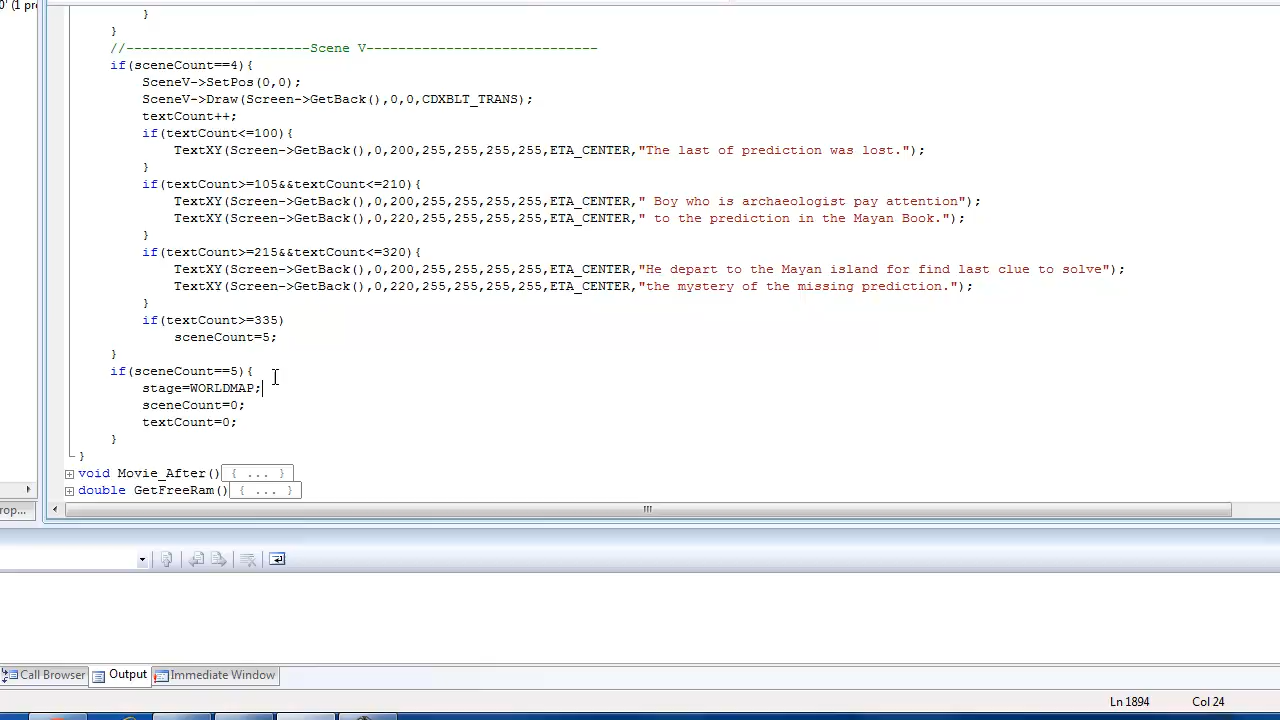 0' (1 pr
}
}
//-----------------------Scene V-----------------------------
if(sceneCount==4){
SceneV->SetPos(0,0);
SceneV->Draw(Screen->GetBack(),0,0,CDXBLT_TRANS);
textCount++;
if(textCount<=100){
TextXY(Screen->GetBack(),0,200,255,255,255,255,ETA_CENTER,"The last of prediction was lost.");
}
if(textCount>=105&&textCount<=210){
TextXY(Screen->GetBack(),0,200,255,255,255,255,ETA_CENTER," Boy who is archaeologist pay attention");
TextXY(Screen->GetBack(),0,220,255,255,255,255,ETA_CENTER," to the prediction in the Mayan Book.");
}
if(textCount>=215&&textCount<=320){
TextXY(Screen->GetBack(),0,200,255,255,255,255,ETA_CENTER,"He depart to the Mayan island for find last clue to solve");
TextXY(Screen->GetBack(),0,220,255,255,255,255,ETA_CENTER,"the mystery of the missing prediction.");
}
if(textCount>=335)
sceneCount=5;
}
if(sceneCount==5){
stage=WORLDMAP;
sceneCount=0;
textCount=0;
}
}
void Movie_After(){ ... }
double GetFreeRam(){ ... }
rop...
Call Browser Output Immediate Window
Ln 1894 Col 24